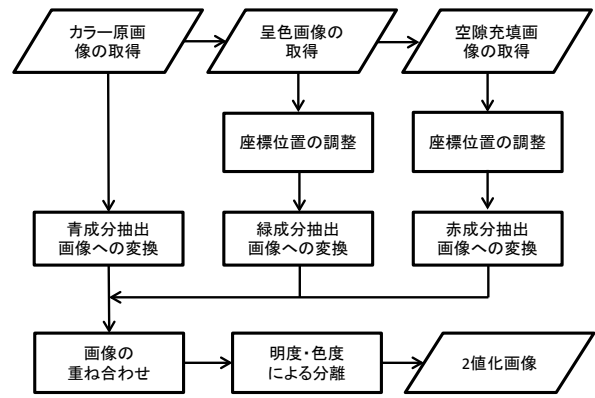 カラー原画
像の取得
呈色画像の
取得
空隙充填画
像の取得
座標位置の調整
座標位置の調整
青成分抽出
画像への変換
緑成分抽出
画像への変換
赤成分抽出
画像への変換
画像の
重ね合わせ
明度・色度
による分離
2値化画像